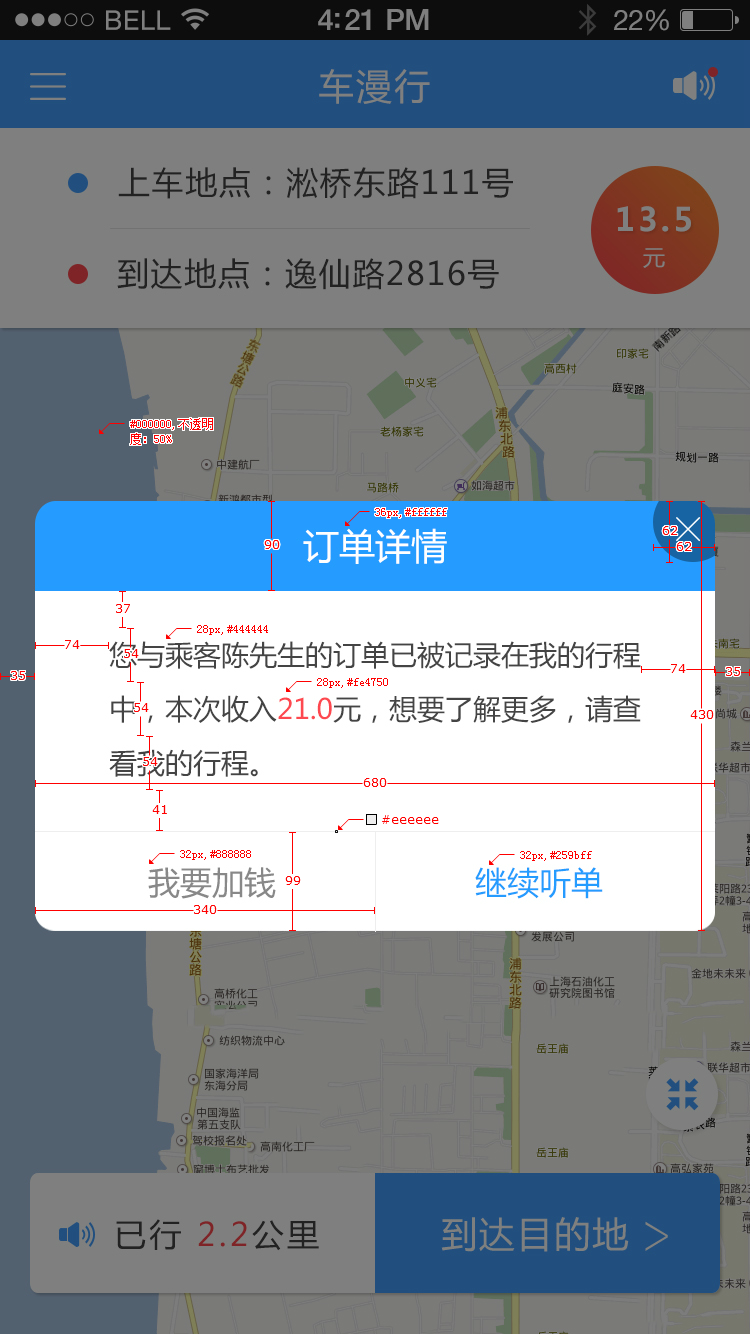 BELL 4:21 PM 22%
车漫行
上车地点：淞桥东路111号
13.5
元
到达地点：逸仙路2816号
东塘公路
南新路
印家宅
中义宅
高西村
庭安路
#000000,不透明
度：50%
浦东北路
老杨家宅
规划一路
中建航厂
马路桥
如海超市
新鸿都市型
36px,#ffffff
订单详情
90
62
62
37
28px,#444444
74
54
您与乘客陈先生的订单已被记录在我的行程
74
35
35
28px,#fe4750
54
中，本次收入21.0元，想要了解更多，请查
430
54
看我的行程。
680
41
#eeeeee
32px,#888888
32px,#259bff
我要加钱
99
继续听单
340
发展公司
塘公路
浦东北路
金地未未来
高桥化工
上海石油化工
研究院图书馆
纺织物流中心
岳王庙
国家海洋局
东海分局
联华超市
中国海监
第五支队
驾校报名处
高南化工厂
岳王庙
高弘家苑
已行 2.2公里
到达目的地